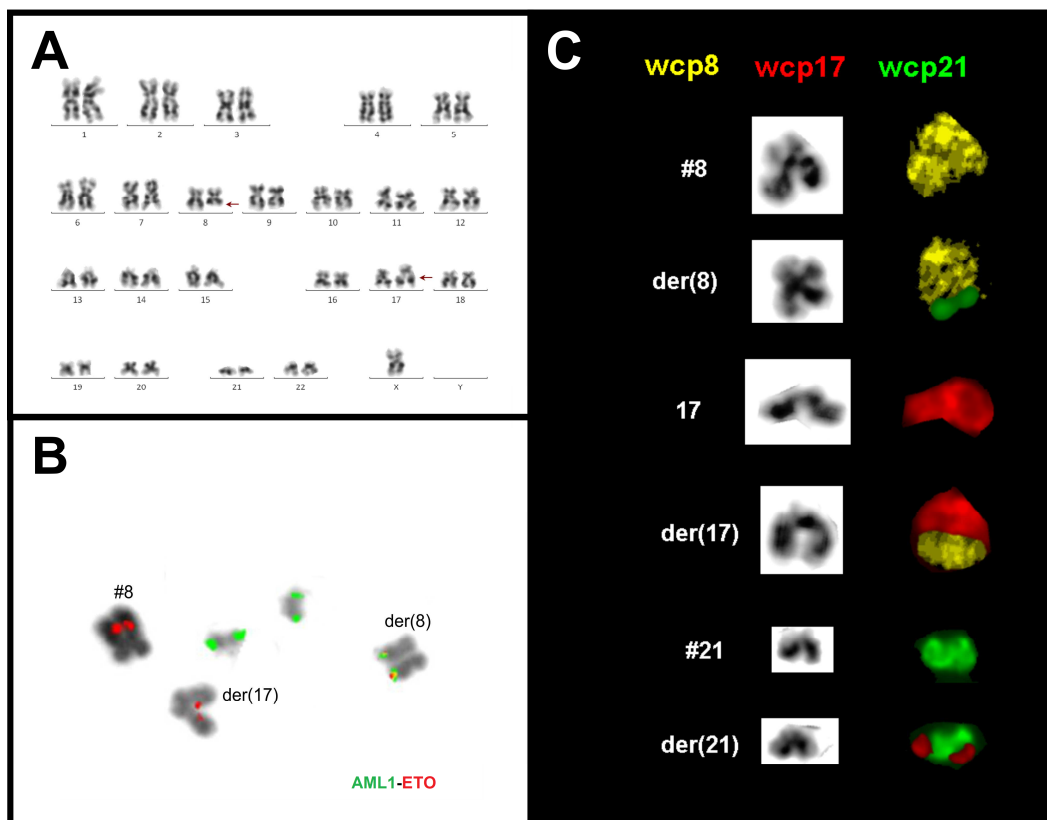 A
1 2 3 4 5
6 7 8 9 10 11 12
13 14 15 16 17 18
19 20 21 22 X Y
B
#8
der(8)
der(17)
AML1-ETO
C
wcp8 wcp17 wcp21
#8
der(8)
17
der(17)
#21
der(21)